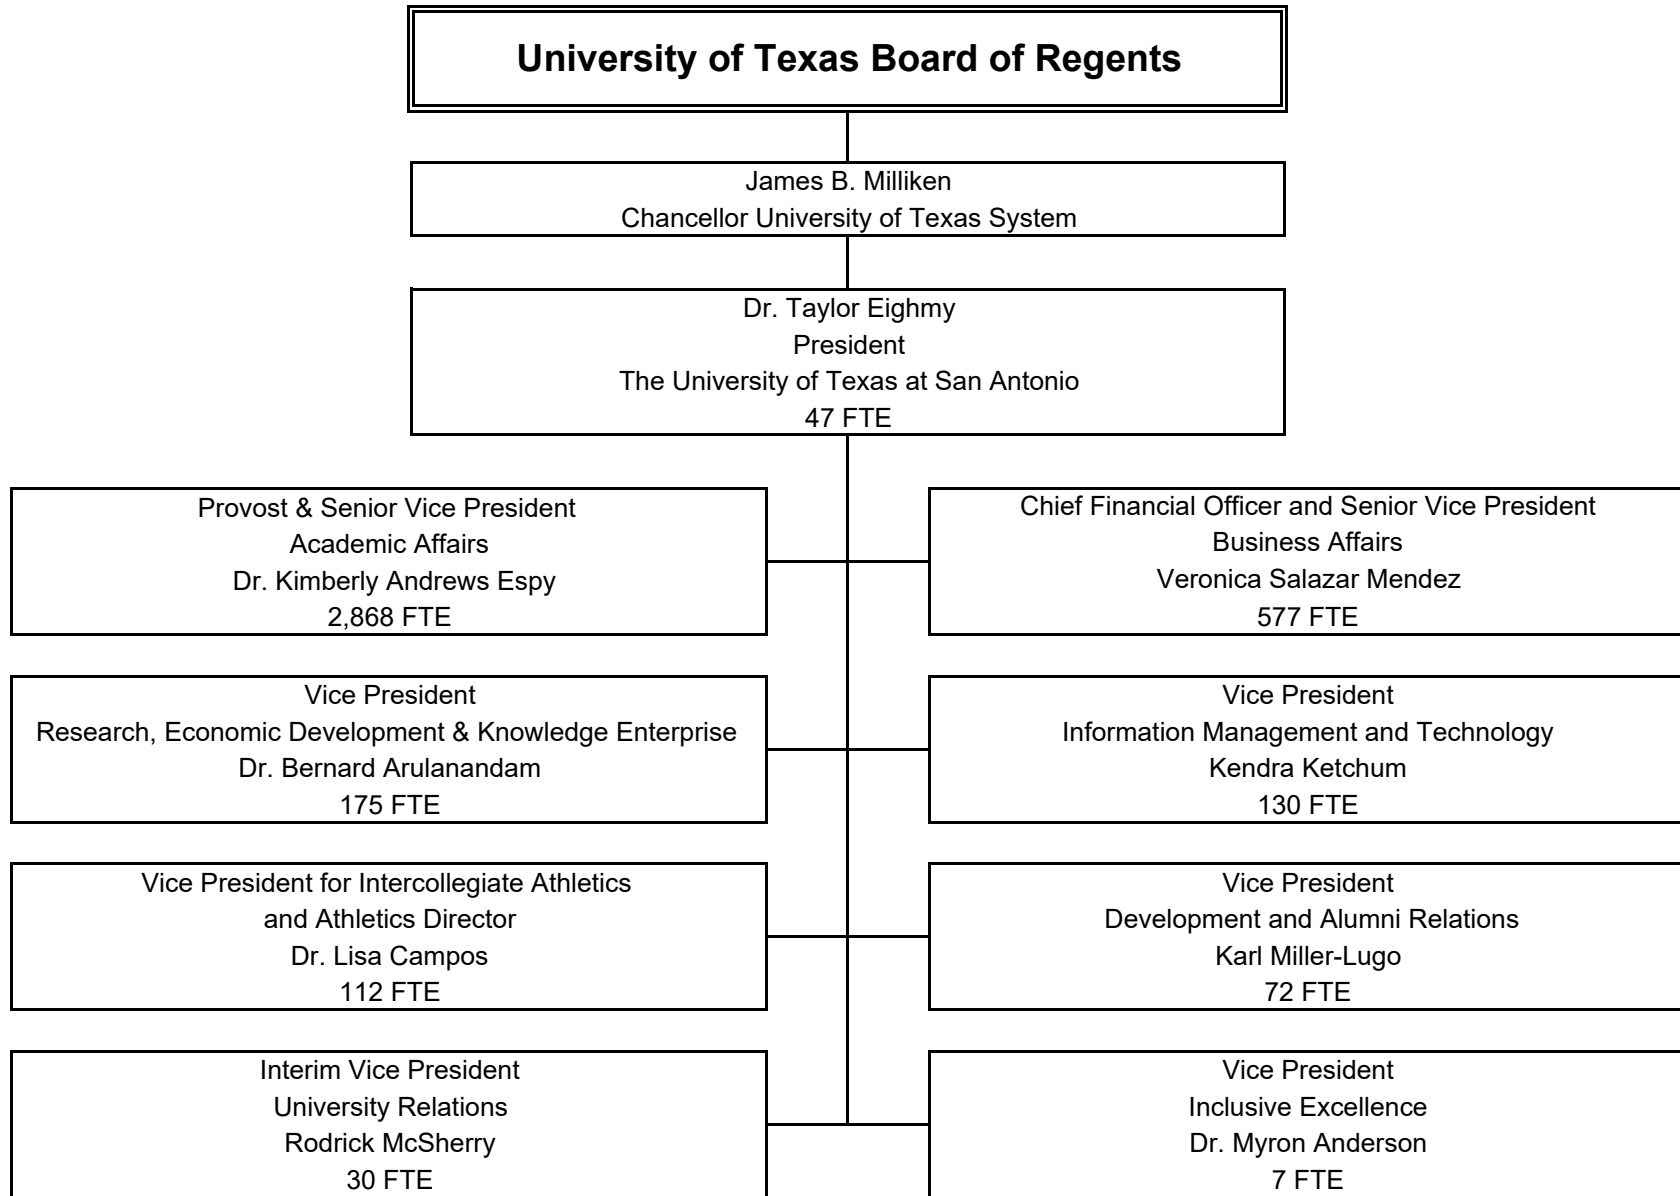 University of Texas Board of Regents
James B. Milliken
Chancellor University of Texas System
Dr. Taylor Eighmy
President
The University of Texas at San Antonio
47 FTE
Provost & Senior Vice President
Academic Affairs
Dr. Kimberly Andrews Espy
2,868 FTE
Chief Financial Officer and Senior Vice President
Business Affairs
Veronica Salazar Mendez
577 FTE
Vice President
Research, Economic Development & Knowledge Enterprise
Dr. Bernard Arulanandam
175 FTE
Vice President
Information Management and Technology
Kendra Ketchum
130 FTE
Vice President for Intercollegiate Athletics
and Athletics Director
Dr. Lisa Campos
112 FTE
Vice President
Development and Alumni Relations
Karl Miller-Lugo
72 FTE
Interim Vice President
University Relations
Rodrick McSherry
30 FTE
Vice President
Inclusive Excellence
Dr. Myron Anderson
7 FTE